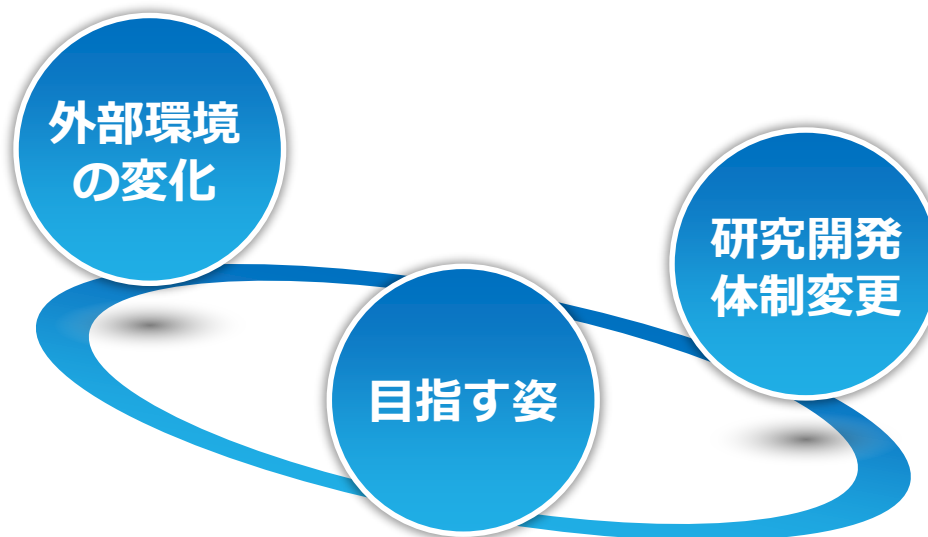 外部環境
の変化
研究開発
体制変更
目指す姿